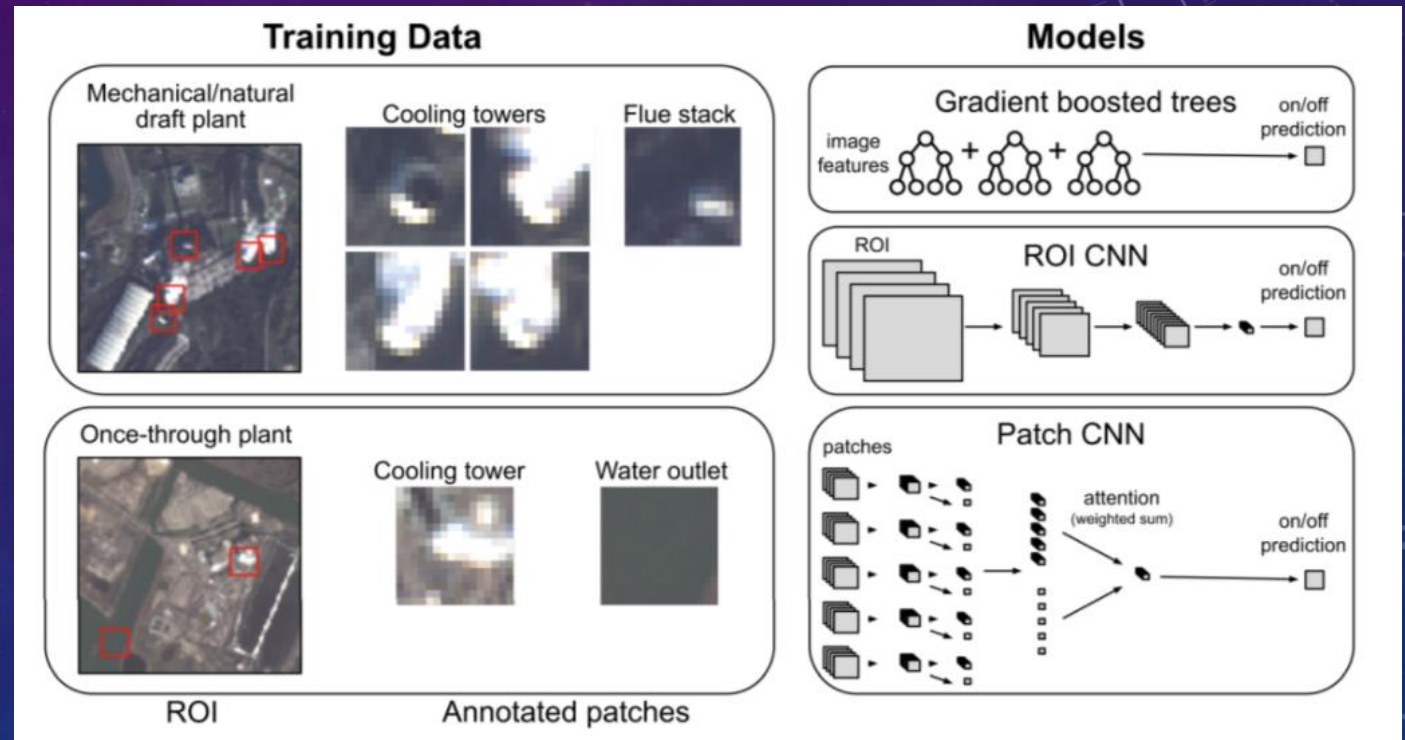 Training Data
Mechanical/natural
draft plant
Cooling towers
Flue stack
Once-through plant
Cooling tower
Water outlet
ROI
Annotated patches
Models
Gradient boosted trees
image
features
+
+
on/off
prediction
ROI CNN
ROI
on/off
prediction
Patch CNN
patches
attention
(weighted sum)
on/off
prediction